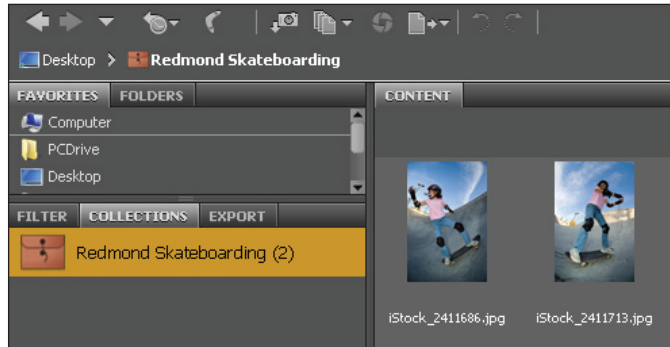 Desktop > Redmond Skateboarding
FAVORITES FOLDERS
Computer
PCDrive
Desktop
FILTER COLLECTIONS EXPORT
Redmond Skateboarding (2)
CONTENT
iStock_2411686.jpg iStock_2411713.jpg